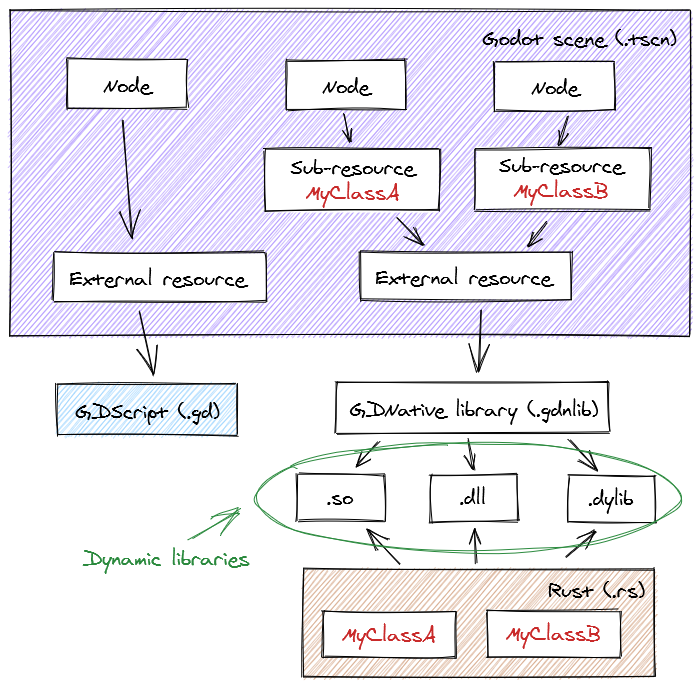 Godot scene (.tscn)
Node
Node
Node
Sub-resource
MyClassA
Sub-resource
MyClassB
External resource
External resource
GDScript (.gd)
GDNative library (.gdnlib)
.so
.dll
.dylib
Dynamic libraries
Rust (.rs)
MyClassA
MyClassB